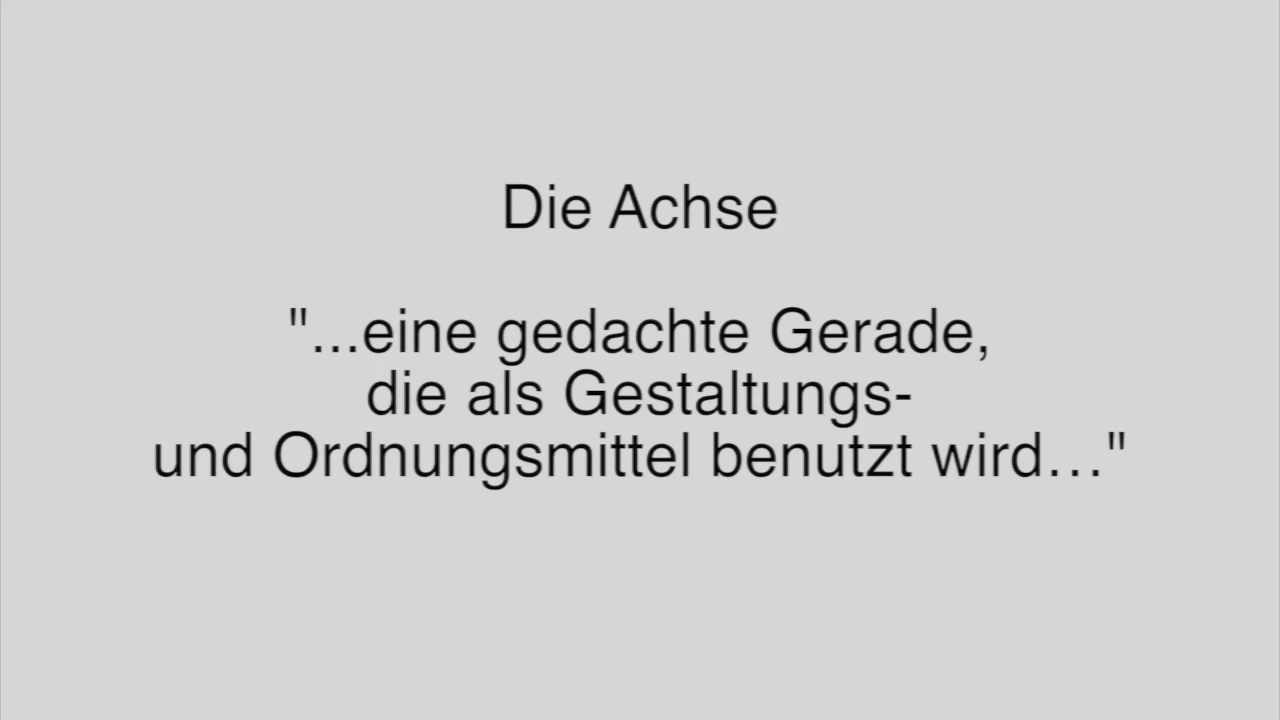 Die Achse
"...eine gedachte Gerade,
die als Gestaltungs-
und Ordnungsmittel benutzt wird…"